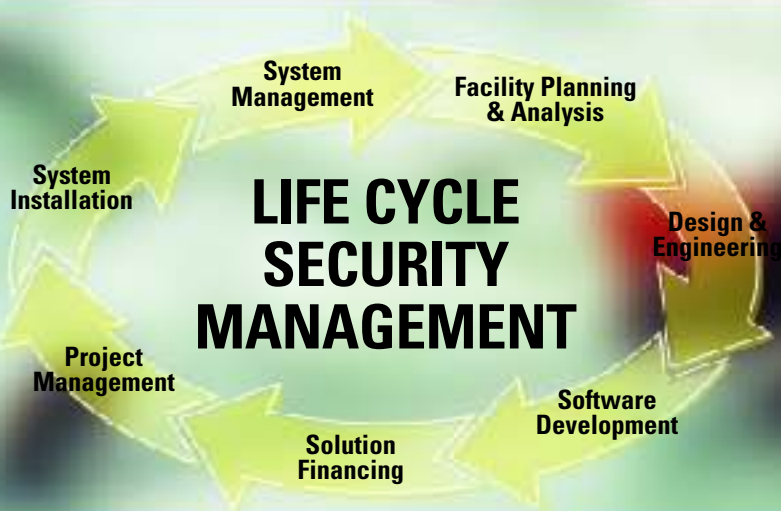 System
Management
Facility Planning
& Analysis
Design &
Engineering
Software
Development
Solution
Financing
Project
Management
System
Installation
LIFE CYCLE
SECURITY
MANAGEMENT